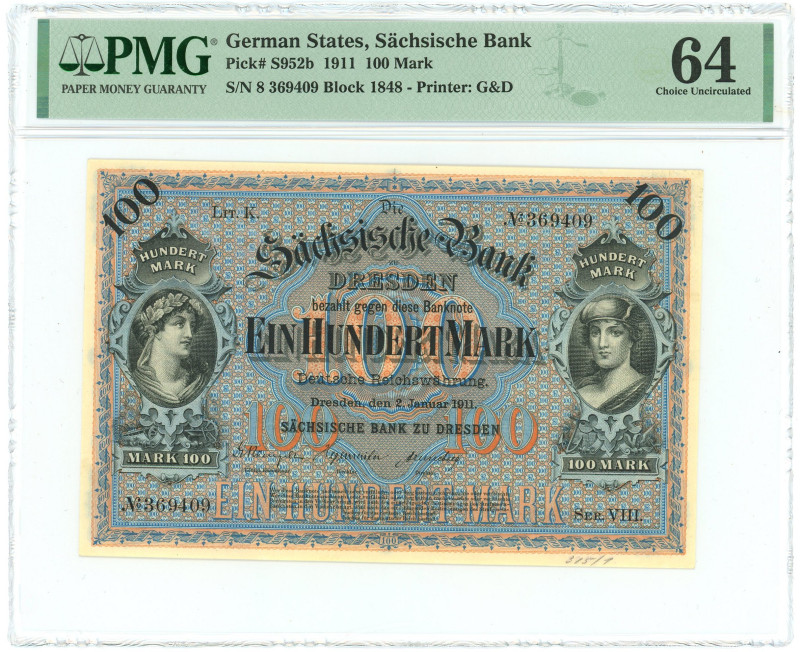 PMG®
PAPER MONEY GUARANTY
German States, Sächsische Bank
Pick# S952b 1911 100 Mark
S/N 8 369409 Block 1848 - Printer: G&D
64
Choice Uncirculated
100
100
LIT. K.
Die
№369409
Sächsische Bank
HUNDERT
MARK
HUNDERT
MARK
zu
DRESDEN
bezahlt gegen diese Banknote
100
EIN HUNDERT MARK
Deutsche Reichswährung.
Dresden, den 2. Januar 1911.
100
100
SÄCHSISCHE BANK ZU DRESDEN
MARK 100
100 MARK
№369409
EIN HUNDERT MARK
SER. VIII.
100